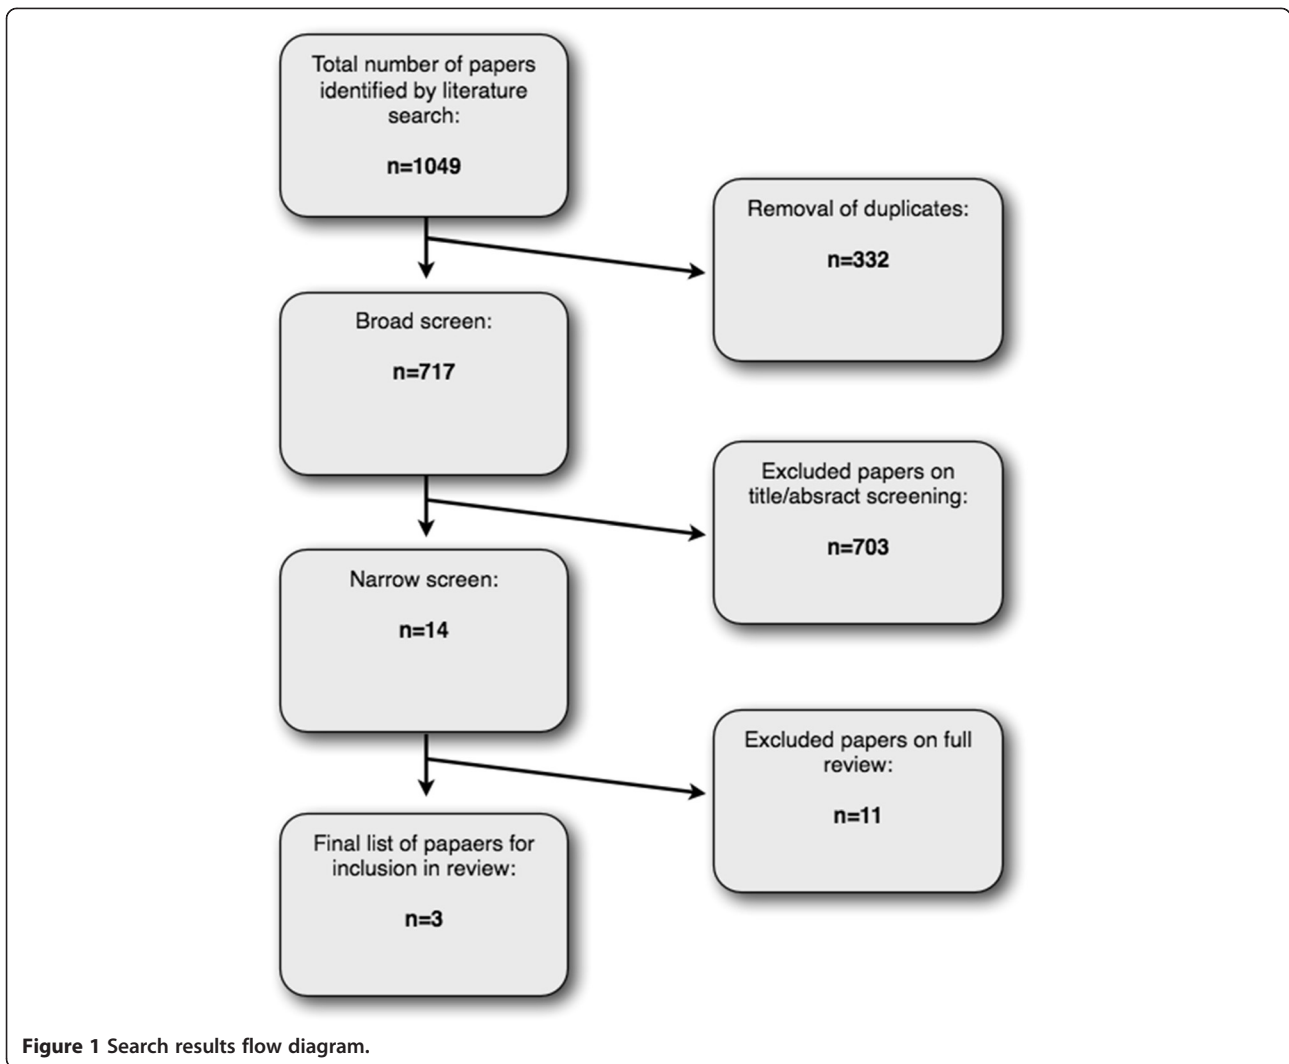 Total number of papers
identified by literature
search:
n=1049
Removal of duplicates:
n=332
Broad screen:
n=717
Excluded papers on
title/absract screening:
n=703
Narrow screen:
n=14
Excluded papers on full
review:
n=11
Final list of papaers for
inclusion in review:
n=3
Figure 1 Search results flow diagram.